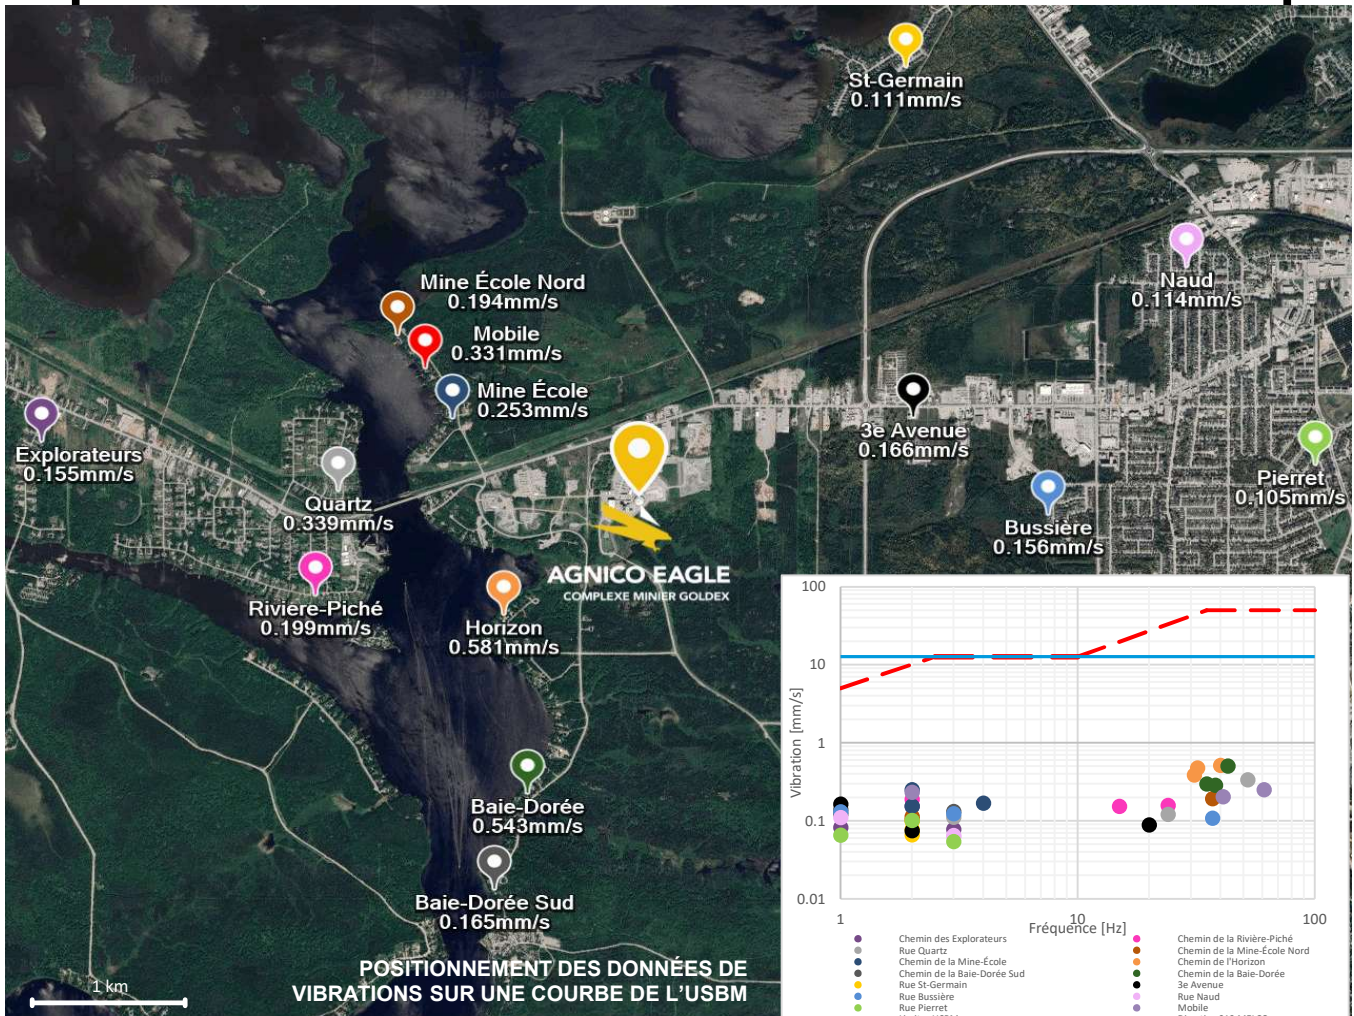 St-Germain
0.111mm/s
Naud
0.114mm/s
Mine École Nord
0.194mm/s
Mobile
0.331mm/s
Mine École
0.253mm/s
3e Avenue
0.166mm/s
Explorateurs
0.155mm/s
Quartz
0.339mm/s
Pierret
0.105mm/s
Bussière
0.156mm/s
AGNICO EAGLE
COMPLEXE MINIER GOLDEX
Riviere-Piché
0.199mm/s
Horizon
0.581mm/s
Baie-Dorée
0.543mm/s
Baie-Dorée Sud
0.165mm/s
1 km
POSITIONNEMENT DES DONNÉES DE
VIBRATIONS SUR UNE COURBE DE L'USBM
Vibration [mm/s]
100
10
1
0.1
0.01
1
10
100
Fréquence [Hz]
Chemin des Explorateurs
Chemin de la Rivière-Piché
Rue Quartz
Chemin de la Mine-École Nord
Chemin de la Mine-École
Chemin de l'Horizon
Chemin de la Baie-Dorée Sud
Chemin de la Baie-Dorée
Rue St-Germain
3e Avenue
Rue Bussière
Rue Naud
Rue Pierret
Mobile